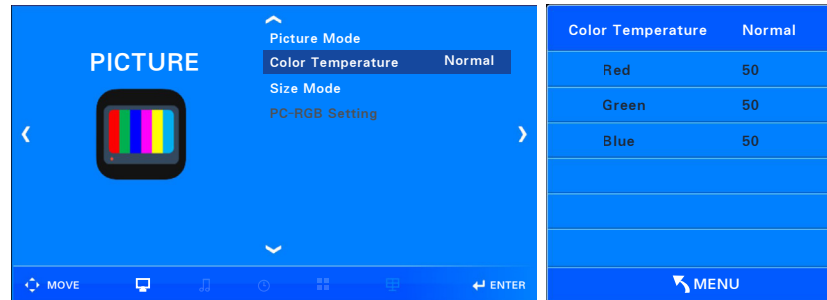 PICTURE
Picture Mode
Color Temperature Normal
Size Mode
PC-RGB Setting
MOVE
ENTER
Color Temperature Normal
Red 50
Green 50
Blue 50
MENU